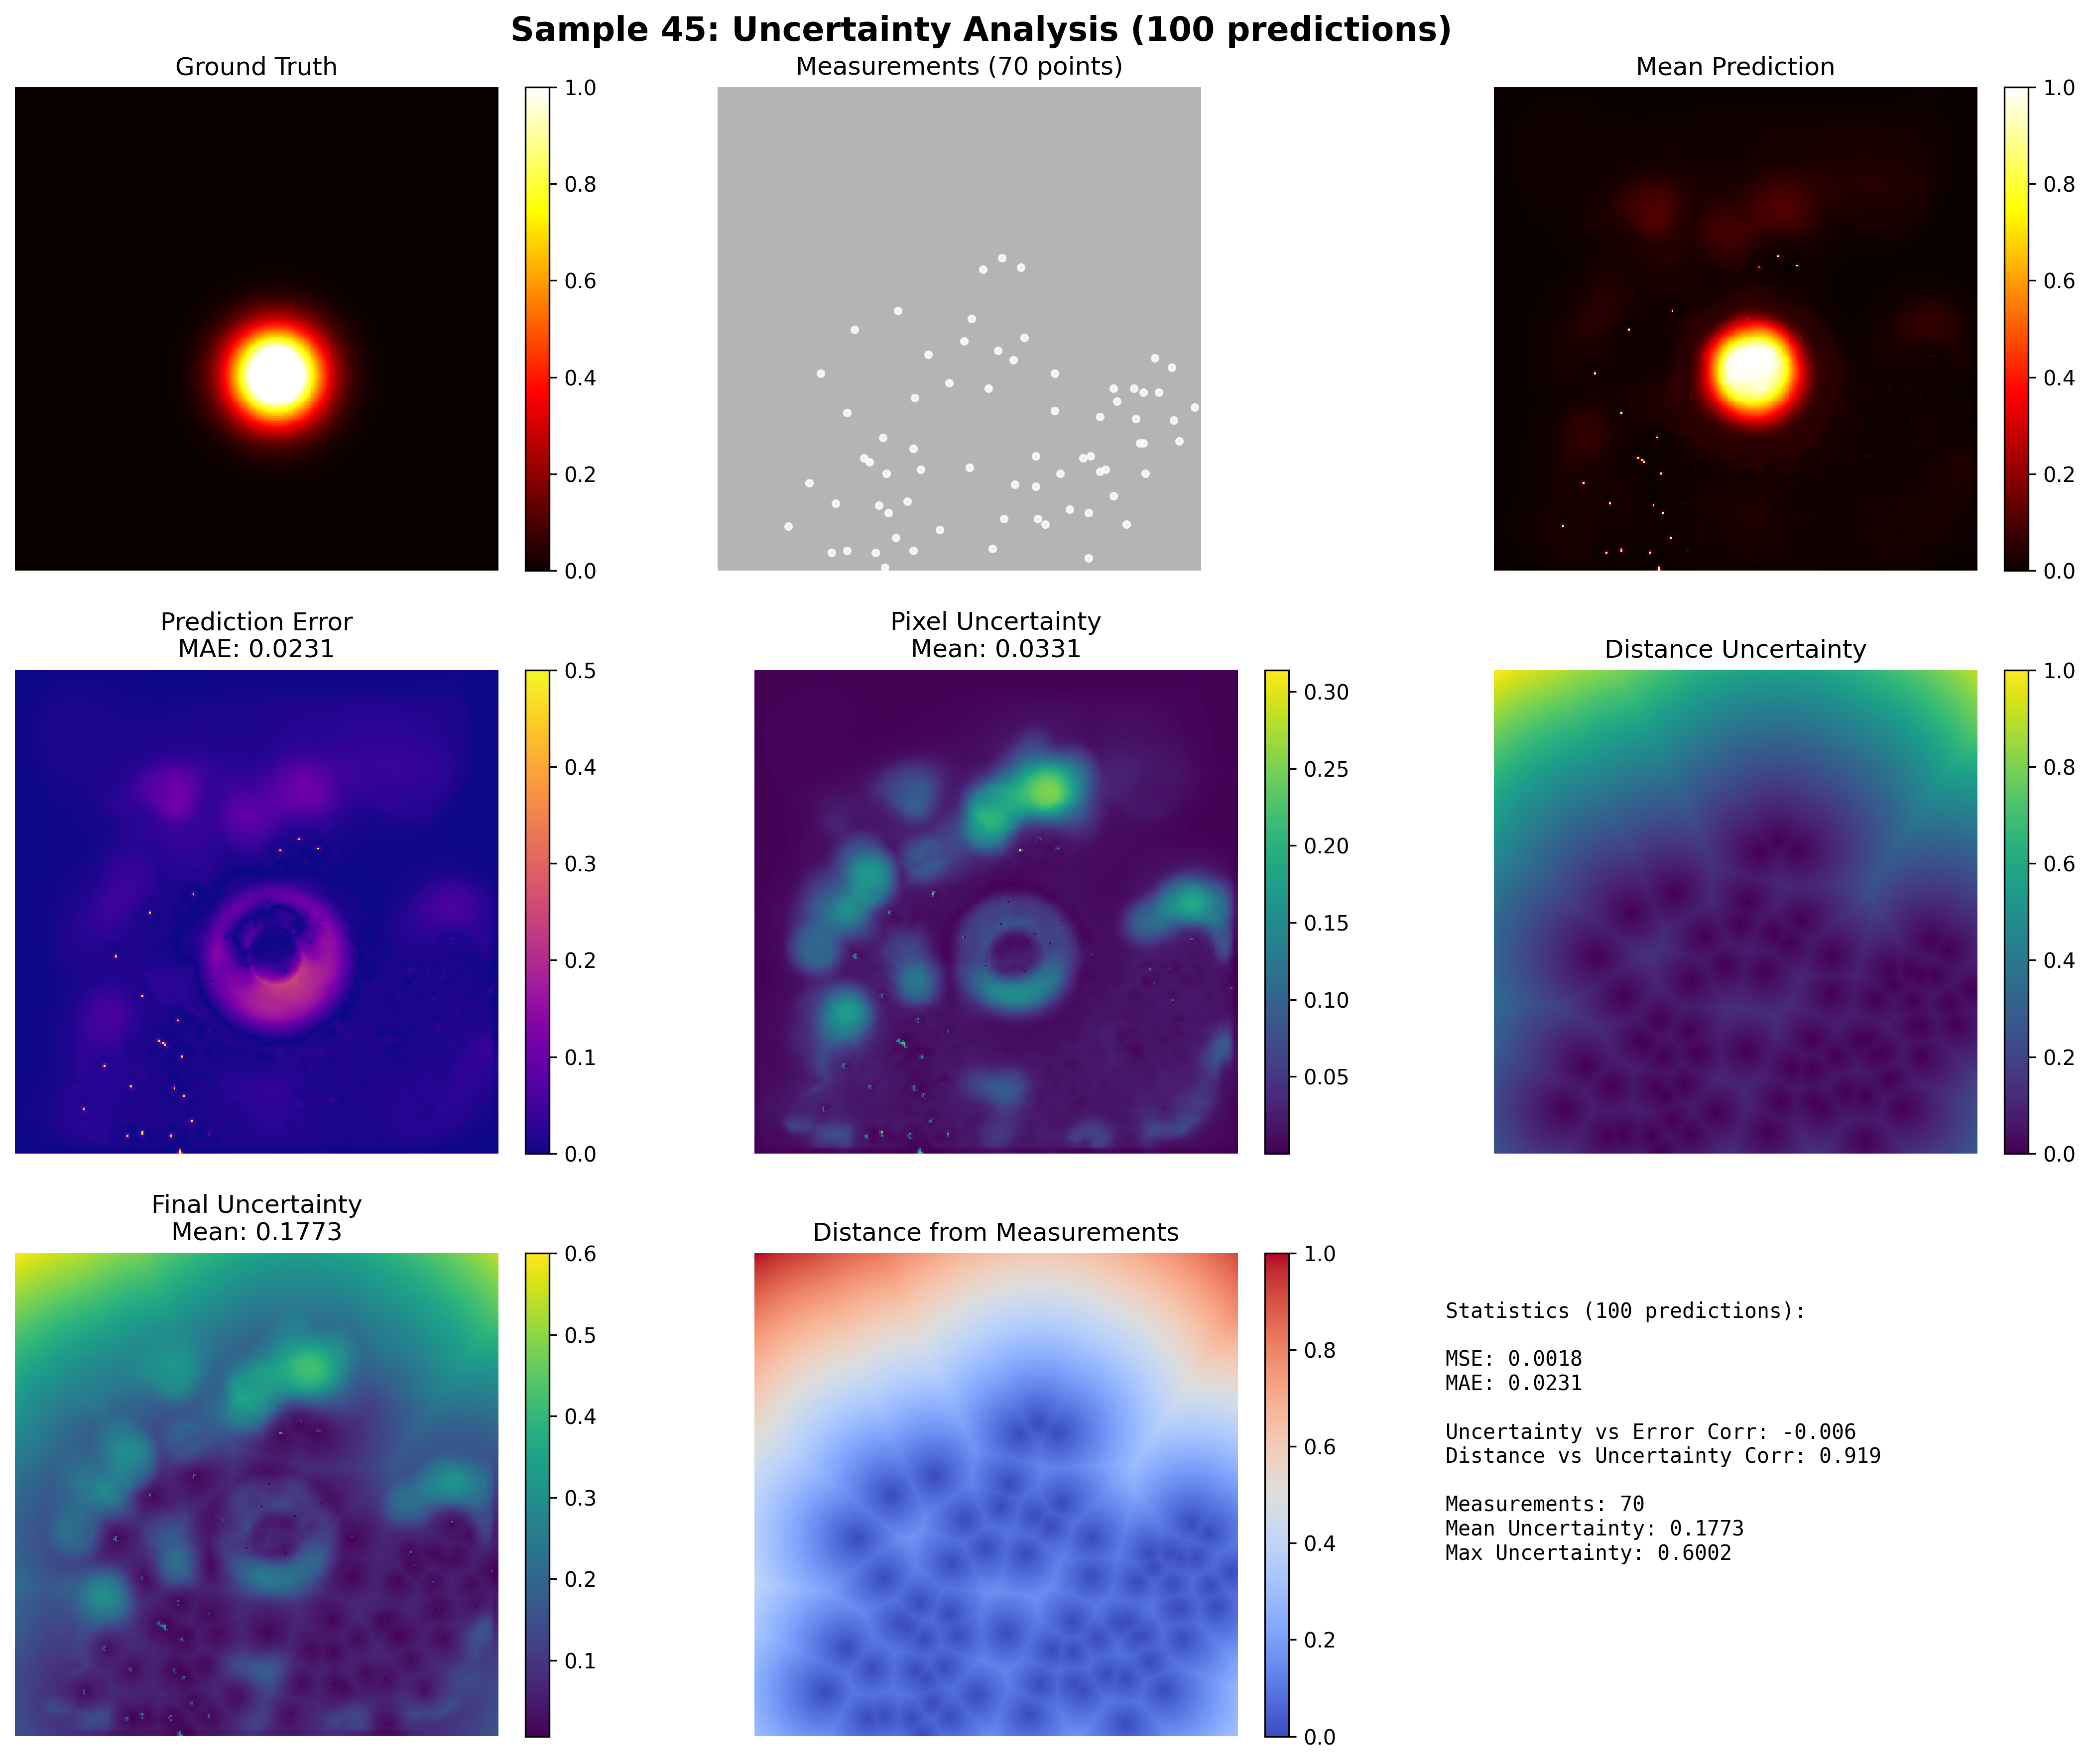 Sample 45: Uncertainty Analysis (100 predictions)
Ground Truth
1.0
0.8
0.6
0.4
0.2
0.0
Measurements (70 points)
Mean Prediction
1.0
0.8
0.6
0.4
0.2
0.0
Prediction Error
MAE: 0.0231
0.5
0.4
0.3
0.2
0.1
0.0
Pixel Uncertainty
Mean: 0.0331
0.30
0.25
0.20
0.15
0.10
0.05
Distance Uncertainty
1.0
0.8
0.6
0.4
0.2
0.0
Final Uncertainty
Mean: 0.1773
0.6
0.5
0.4
0.3
0.2
0.1
Distance from Measurements
1.0
0.8
0.6
0.4
0.2
0.0
Statistics (100 predictions):
MSE: 0.0018
MAE: 0.0231
Uncertainty vs Error Corr: -0.006
Distance vs Uncertainty Corr: 0.919
Measurements: 70
Mean Uncertainty: 0.1773
Max Uncertainty: 0.6002